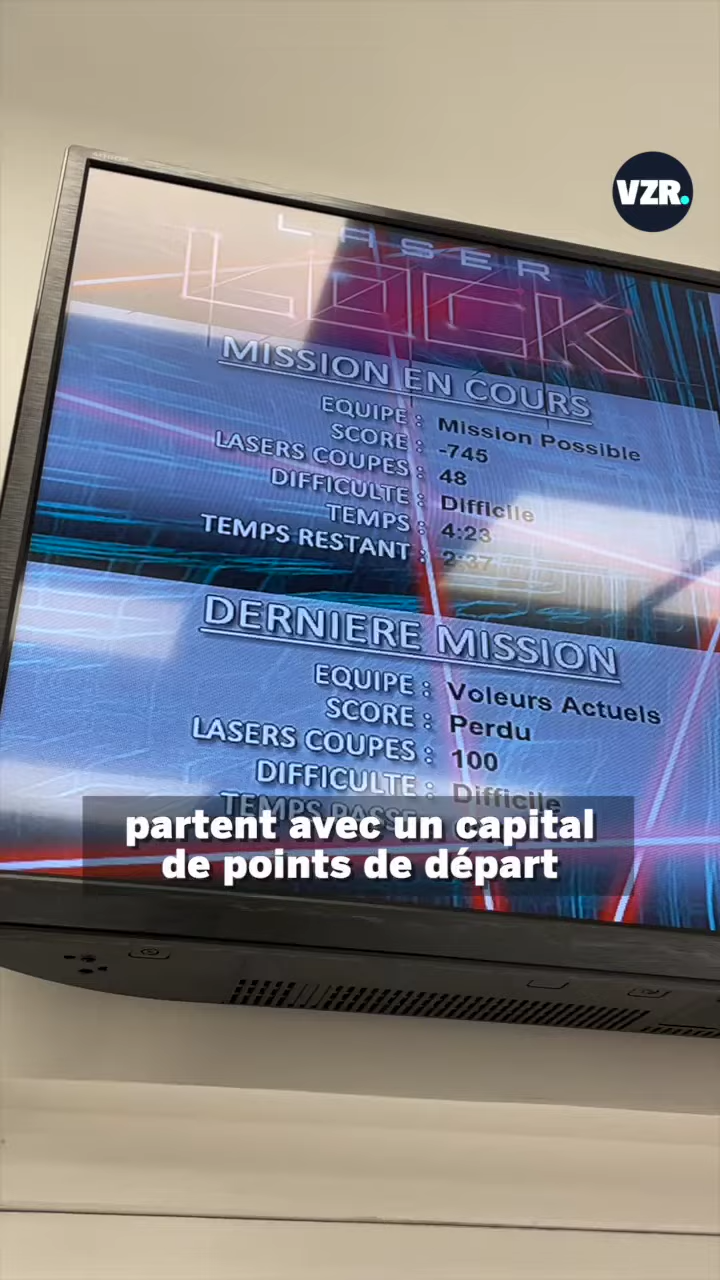 VZR.
LASER
LOCK
MISSION EN COURS
EQUIPE : Mission Possible
SCORE : -745
LASERS COUPES : 48
DIFFICULTE : Difficile
TEMPS : 4:23
TEMPS RESTANT : 2:37
DERNIERE MISSION
EQUIPE : Voleurs Actuels
SCORE : Perdu
LASERS COUPES : 100
DIFFICULTE : Difficile
TEMPS PASSE
partent avec un capital
de points de départ